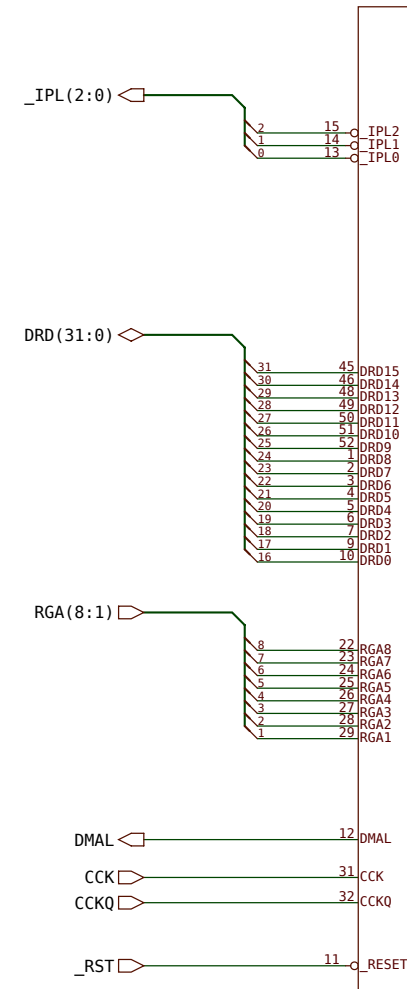 _IPL(2:0)
2 15 _IPL2
1 14 _IPL1
0 13 _IPL0
DRD(31:0)
31 45 DRD15
30 46 DRD14
29 48 DRD13
28 49 DRD12
27 50 DRD11
26 51 DRD10
25 52 DRD9
24 1 DRD8
23 2 DRD7
22 3 DRD6
21 4 DRD5
20 5 DRD4
19 6 DRD3
18 7 DRD2
17 9 DRD1
16 10 DRD0
RGA(8:1)
8 22 RGA8
7 23 RGA7
6 24 RGA6
5 25 RGA5
4 26 RGA4
3 27 RGA3
2 28 RGA2
1 29 RGA1
DMAL 12 DMAL
CCK 31 CCK
CCKQ 32 CCKQ
_RST 11 _RESET